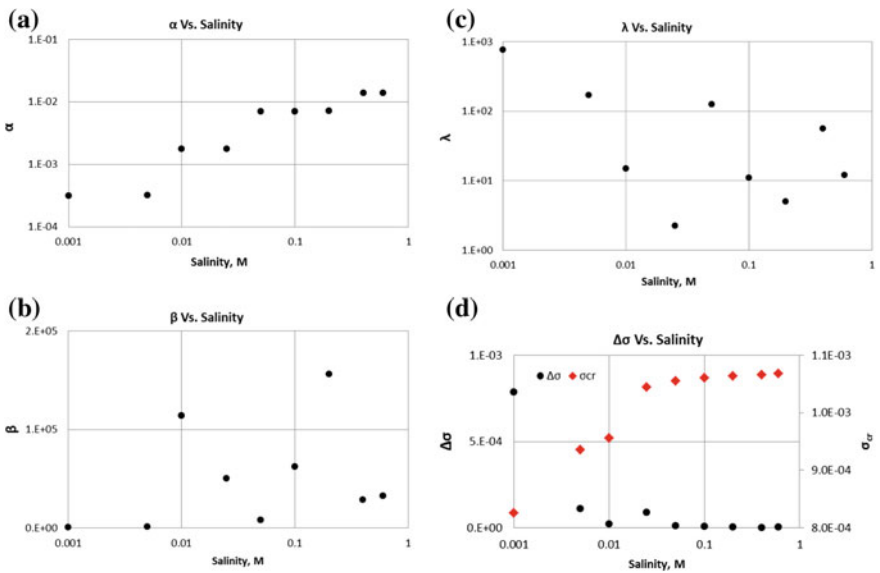 (a)
α Vs. Salinity
1.E-01
1.E-02
1.E-03
1.E-04
α
0.001 0.01 0.1 1
Salinity, M
(c)
λ Vs. Salinity
1.E+03
1.E+02
1.E+01
1.E+00
λ
0.001 0.01 0.1 1
Salinity, M
(b)
β Vs. Salinity
2.E+05
1.E+05
0.E+00
β
0.001 0.01 0.1 1
Salinity, M
(d)
Δσ Vs. Salinity
Δσ σcr
1.E-03
5.E-04
0.E+00
Δσ
1.1E-03
1.0E-03
9.0E-04
8.0E-04
σcr
0.001 0.01 0.1 1
Salinity, M